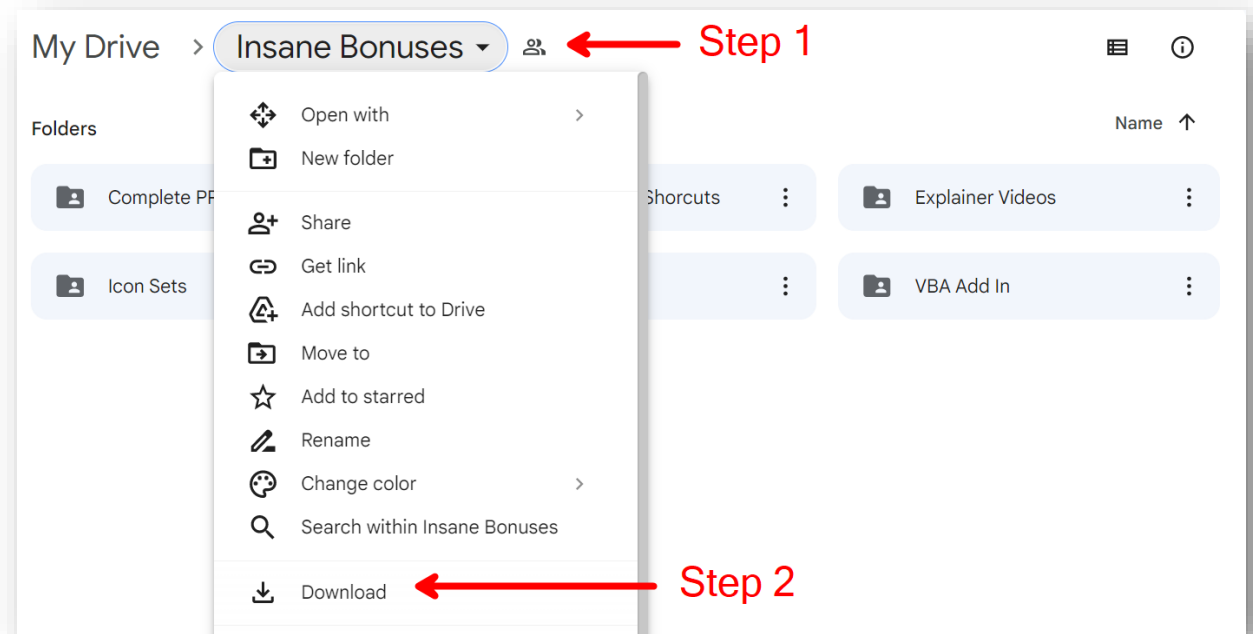 My Drive > Insane Bonuses Step 1
Open with
Folders
Name
New folder
Complete Shorcuts Explainer Videos
Share
Get link
Icon Sets VBA Add In
Add shortcut to Drive
Move to
Add to starred
Rename
Change color
Search within Insane Bonuses
Download Step 2